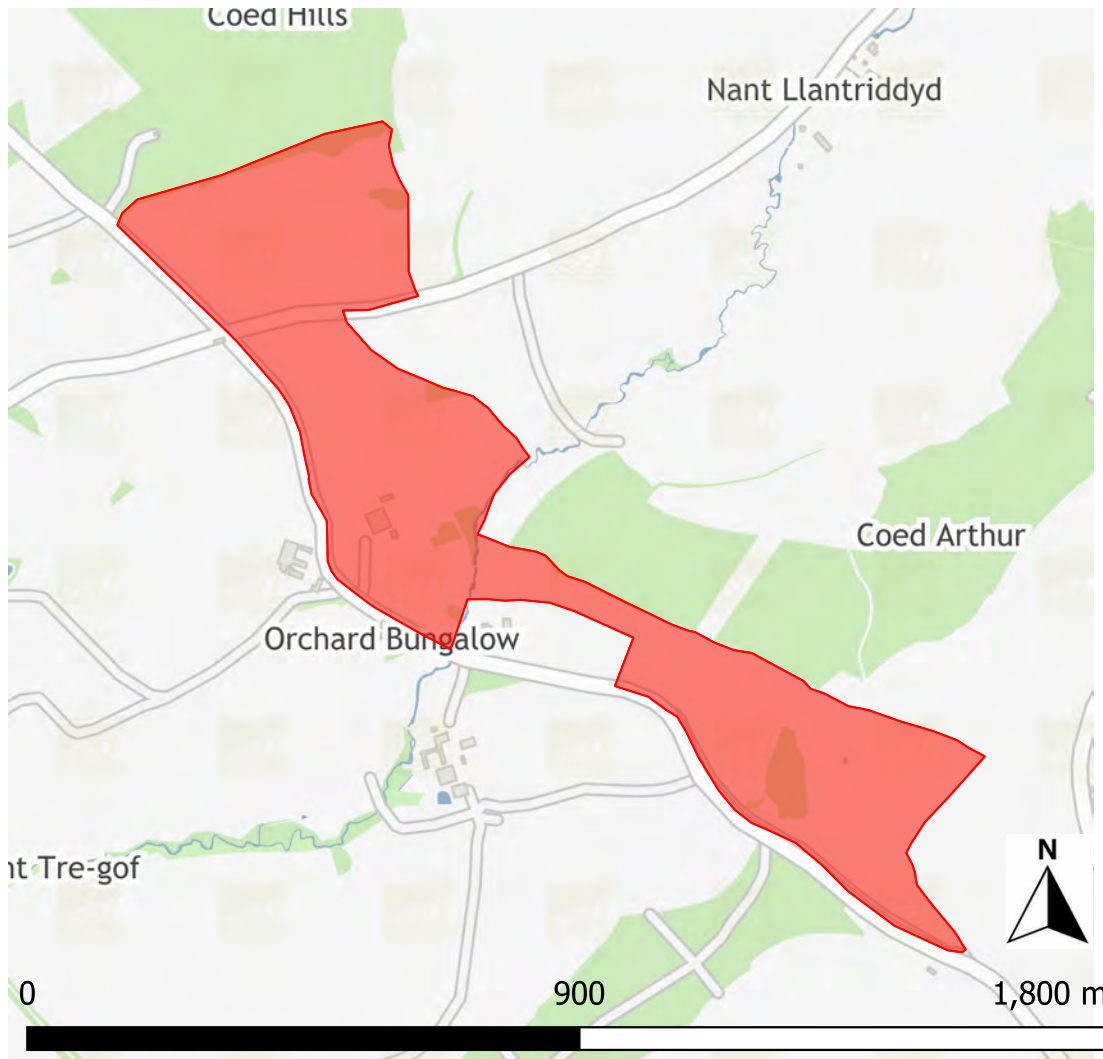 Coed Hills
Nant Llantriddyd
Coed Arthur
Orchard Bungalow
nt Tre-gof
N
0 900 1,800 m